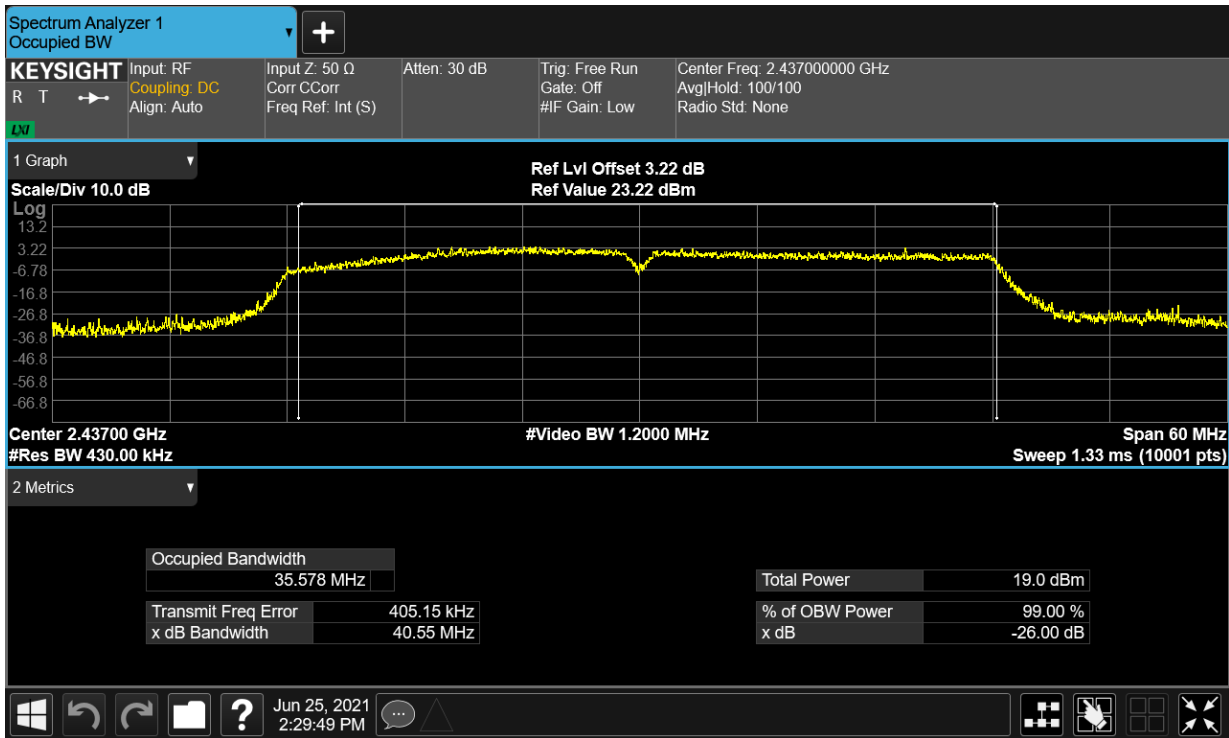 Spectrum Analyzer 1
Occupied BW
+
KEYSIGHT
R T
LXI
Input: RF
Coupling: DC
Align: Auto
Input Z: 50 Ω
Corr CCorr
Freq Ref: Int (S)
Atten: 30 dB
Trig: Free Run
Gate: Off
#IF Gain: Low
Center Freq: 2.437000000 GHz
Avg|Hold: 100/100
Radio Std: None
1 Graph
Scale/Div 10.0 dB
Ref Lvl Offset 3.22 dB
Ref Value 23.22 dBm
Log
13.2
3.22
-6.78
-16.8
-26.8
-36.8
-46.8
-56.8
-66.8
Center 2.43700 GHz
#Video BW 1.2000 MHz
Span 60 MHz
#Res BW 430.00 kHz
Sweep 1.33 ms (10001 pts)
2 Metrics
Occupied Bandwidth
35.578 MHz
Total Power 19.0 dBm
Transmit Freq Error 405.15 kHz
% of OBW Power 99.00 %
x dB Bandwidth 40.55 MHz
x dB -26.00 dB
?
Jun 25, 2021
2:29:49 PM